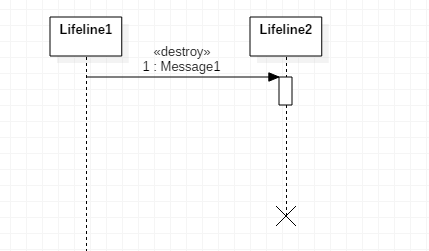 Lifeline1
Lifeline2
«destroy»
1 : Message1